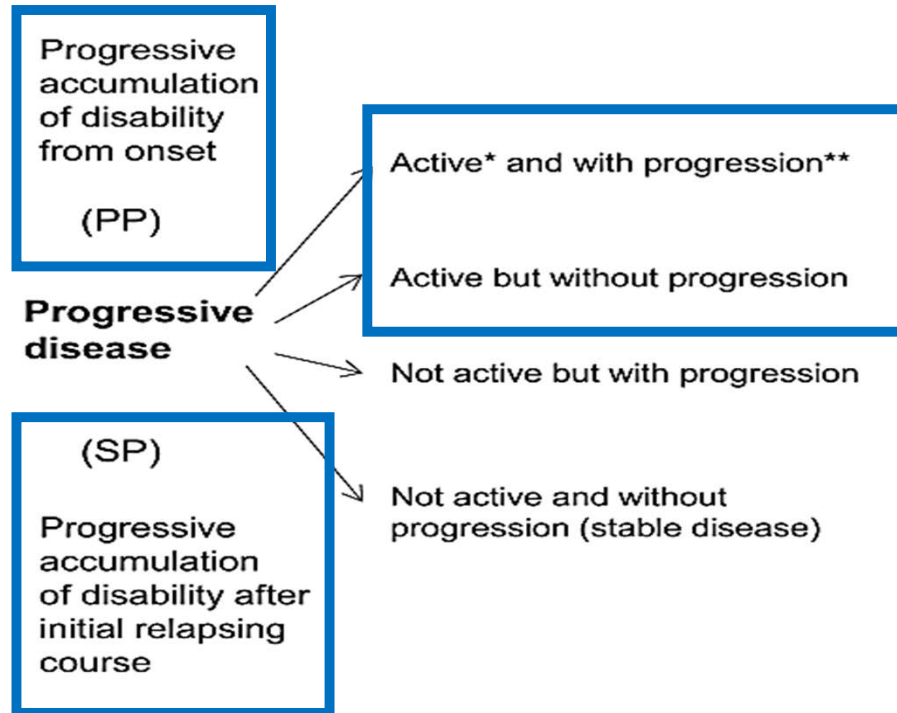 Progressive
accumulation
of disability
from onset
(PP)
Progressive
disease
(SP)
Progressive
accumulation
of disability after
initial relapsing
course
Active* and with progression**
Active but without progression
Not active but with progression
Not active and without
progression (stable disease)